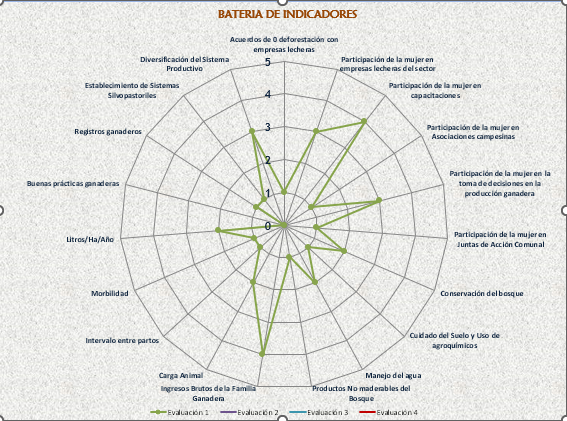 BATERIA DE INDICADORES
Acuerdos de 0 deforestación con
empresas lecheras
Participación de la mujer en
empresas lecheras del sector
Participación de la mujer en
capacitaciones
Participación de la mujer en
Asociaciones campesinas
Participación de la mujer en la
toma de decisiones en la
producción ganadera
Participación de la mujer en
Juntas de Acción Comunal
Conservación del bosque
Cuidado del Suelo y Uso de
agroquímicos
Manejo del agua
Productos No maderables del
Bosque
Ingresos Brutos de la Familia
Ganadera
Carga Animal
Intervalo entre partos
Morbilidad
Litros/Ha/Año
Buenas prácticas ganaderas
Registros ganaderos
Establecimiento de Sistemas
Silvopastoriles
Diversificación del Sistema
Productivo
5
4
3
2
1
0
Evaluación 1 Evaluación 2 Evaluación 3 Evaluación 4